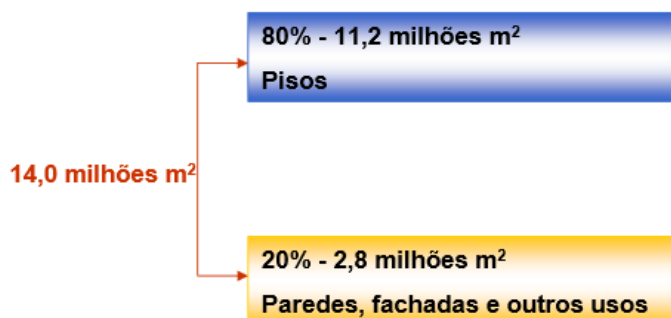 80% - 11,2 milhões m²
Pisos
14,0 milhões m²
20% - 2,8 milhões m²
Paredes, fachadas e outros usos